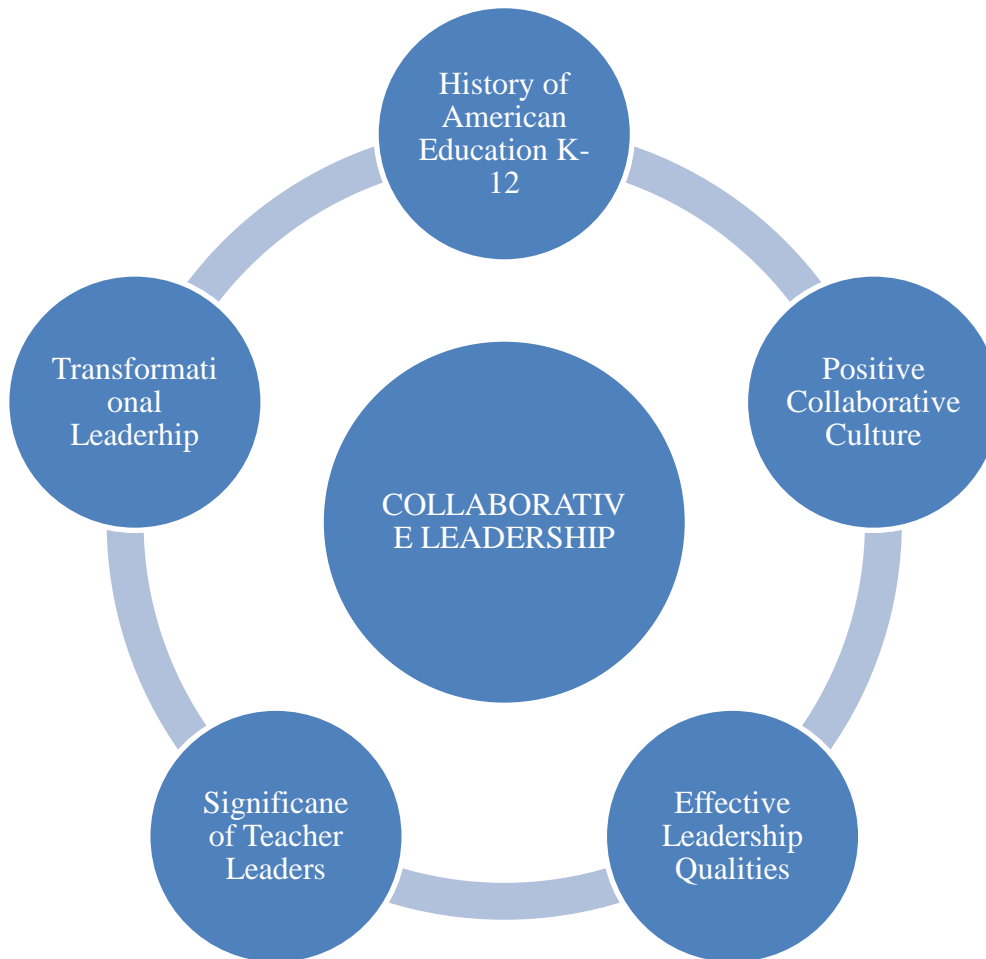 History of
American
Education K-
12
Positive
Collaborative
Culture
Effective
Leadership
Qualities
Significane
of Teacher
Leaders
Transformati
onal
Leaderhip
COLLABORATIV
E LEADERSHIP